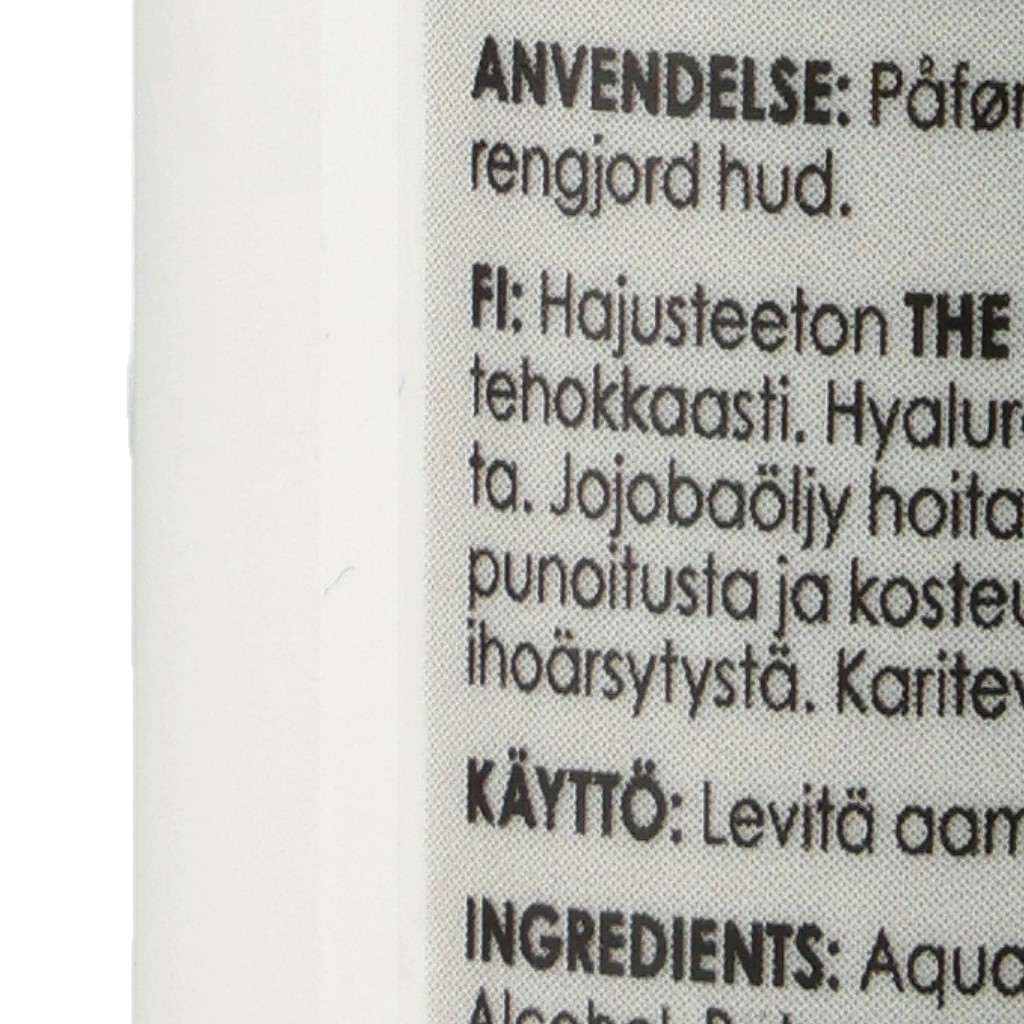 ANVENDELSE: Påfør
rengjord hud.
FI: Hajusteeton THE
tehokkaasti. Hyalur
ta. Jojobaöljy hoita
punoitusta ja kosteu
ihoärsytystä. Karitev
KÄYTTÖ: Levitä aam
INGREDIENTS: Aqua
Alcohol,